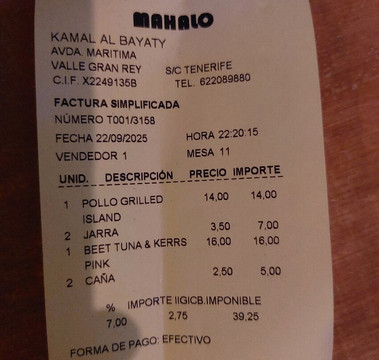 MAHALO
KAMAL AL BAYATY
AVDA. MARITIMA
VALLE GRAN REY S/C TENERIFE
C.I.F. X2249135B TEL. 622089880
FACTURA SIMPLIFICADA
NÚMERO T001/3158
FECHA 22/09/2025 HORA 22:20:15
VENDEDOR 1 MESA 11
UNID. DESCRIPCIÓN PRECIO IMPORTE
1 POLLO GRILLED 14,00 14,00
ISLAND
2 JARRA 3,50 7,00
1 BEET TUNA & KERRS 16,00 16,00
PINK
2 CAÑA 2,50 5,00
% IMPORTE IIGICB.IMPONIBLE
7,00 2,75 39,25
FORMA DE PAGO: EFECTIVO